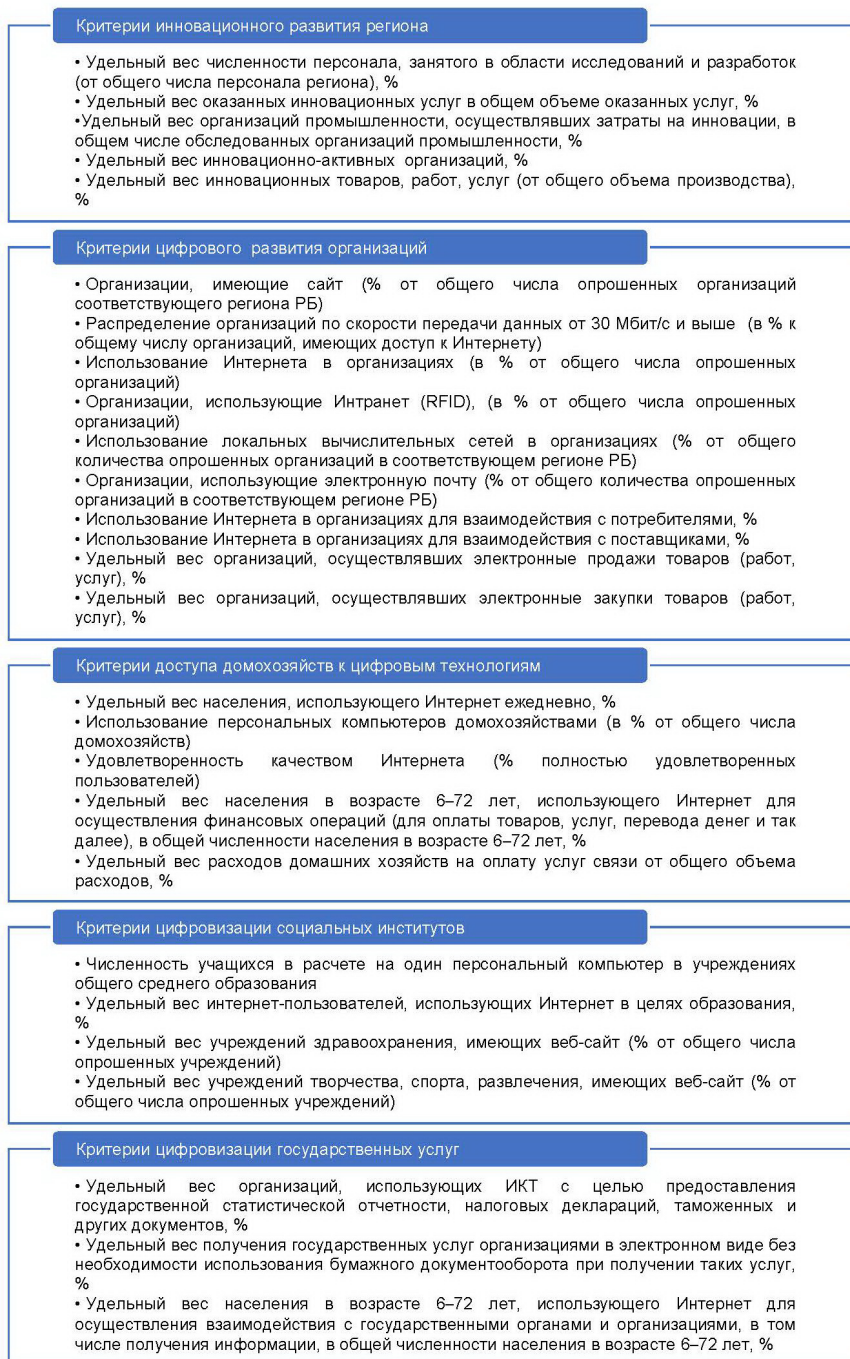 Критерии инновационного развития региона
• Удельный вес численности персонала, занятого в области исследований и разработок
(от общего числа персонала региона), %
• Удельный вес оказанных инновационных услуг в общем объеме оказанных услуг, %
•Удельный вес организаций промышленности, осуществлявших затраты на инновации, в
общем числе обследованных организаций промышленности, %
• Удельный вес инновационно-активных организаций, %
• Удельный вес инновационных товаров, работ, услуг (от общего объема производства),
%
Критерии цифрового развития организаций
• Организации, имеющие сайт (% от общего числа опрошенных организаций
соответствующего региона РБ)
• Распределение организаций по скорости передачи данных от 30 Мбит/с и выше (в % к
общему числу организаций, имеющих доступ к Интернету)
• Использование Интернета в организациях (в % от общего числа опрошенных
организаций)
• Организации, использующие Интранет (RFID), (в % от общего числа опрошенных
организаций)
• Использование локальных вычислительных сетей в организациях (% от общего
количества опрошенных организаций в соответствующем регионе РБ)
• Организации, использующие электронную почту (% от общего количества опрошенных
организаций в соответствующем регионе РБ)
• Использование Интернета в организациях для взаимодействия с потребителями, %
• Использование Интернета в организациях для взаимодействия с поставщиками, %
• Удельный вес организаций, осуществлявших электронные продажи товаров (работ,
услуг), %
• Удельный вес организаций, осуществлявших электронные закупки товаров (работ,
услуг), %
Критерии доступа домохозяйств к цифровым технологиям
• Удельный вес населения, использующего Интернет ежедневно, %
• Использование персональных компьютеров домохозяйствами (в % от общего числа
домохозяйств)
• Удовлетворенность качеством Интернета (% полностью удовлетворенных
пользователей)
• Удельный вес населения в возрасте 6–72 лет, использующего Интернет для
осуществления финансовых операций (для оплаты товаров, услуг, перевода денег и так
далее), в общей численности населения в возрасте 6–72 лет, %
• Удельный вес расходов домашних хозяйств на оплату услуг связи от общего объема
расходов, %
Критерии цифровизации социальных институтов
• Численность учащихся в расчете на один персональный компьютер в учреждениях
общего среднего образования
• Удельный вес интернет-пользователей, использующих Интернет в целях образования,
%
• Удельный вес учреждений здравоохранения, имеющих веб-сайт (% от общего числа
опрошенных учреждений)
• Удельный вес учреждений творчества, спорта, развлечения, имеющих веб-сайт (% от
общего числа опрошенных учреждений)
Критерии цифровизации государственных услуг
• Удельный вес организаций, использующих ИКТ с целью предоставления
государственной статистической отчетности, налоговых деклараций, таможенных и
других документов, %
• Удельный вес получения государственных услуг организациями в электронном виде без
необходимости использования бумажного документооборота при получении таких услуг,
%
• Удельный вес населения в возрасте 6–72 лет, использующего Интернет для
осуществления взаимодействия с государственными органами и организациями, в том
числе получения информации, в общей численности населения в возрасте 6–72 лет, %